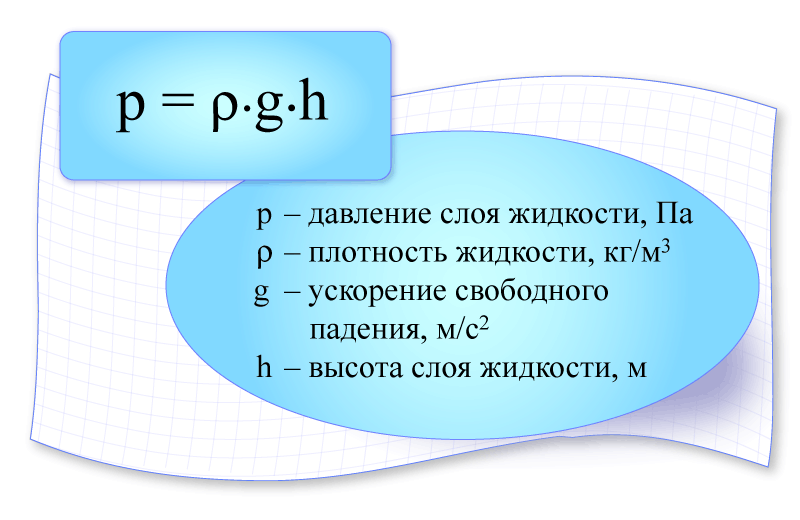 p = ρ·g·h
p – давление слоя жидкости, Па
ρ – плотность жидкости, кг/м³
g – ускорение свободного
падения, м/с²
h – высота слоя жидкости, м